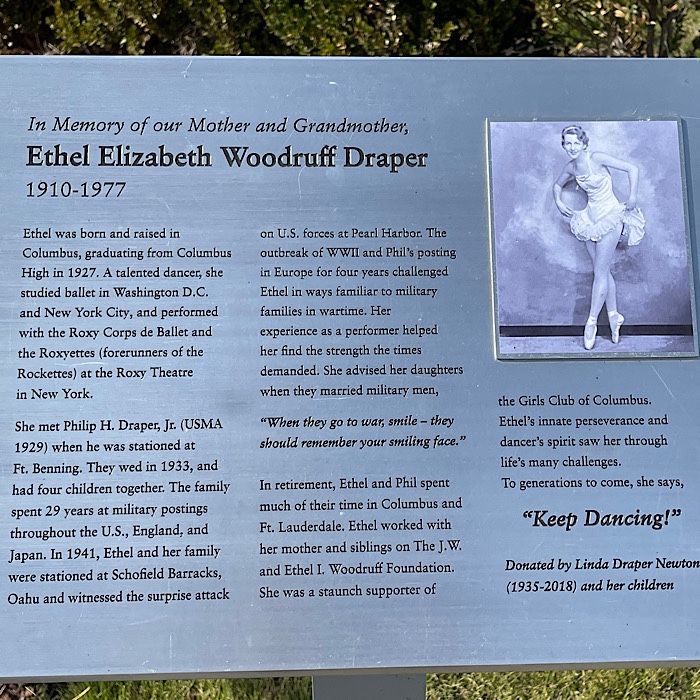 In Memory of our Mother and Grandmother,
Ethel Elizabeth Woodruff Draper
1910-1977
Ethel was born and raised in
Columbus, graduating from Columbus
High in 1927. A talented dancer, she
studied ballet in Washington D.C.
and New York City, and performed
with the Roxy Corps de Ballet and
the Roxyettes (forerunners of the
Rockettes) at the Roxy Theatre
in New York.
She met Philip H. Draper, Jr. (USMA
1929) when he was stationed at
Ft. Benning. They wed in 1933, and
had four children together. The family
spent 29 years at military postings
throughout the U.S., England, and
Japan. In 1941, Ethel and her family
were stationed at Schofield Barracks,
Oahu and witnessed the surprise attack
on U.S. forces at Pearl Harbor. The
outbreak of WWII and Phil's posting
in Europe for four years challenged
Ethel in ways familiar to military
families in wartime. Her
experience as a performer helped
her find the strength the times
demanded. She advised her daughters
when they married military men,
"When they go to war, smile – they
should remember your smiling face."
In retirement, Ethel and Phil spent
much of their time in Columbus and
Ft. Lauderdale. Ethel worked with
her mother and siblings on The J.W.
and Ethel I. Woodruff Foundation.
She was a staunch supporter of
the Girls Club of Columbus.
Ethel's innate perseverance and
dancer's spirit saw her through
life's many challenges.
To generations to come, she says,
"Keep Dancing!"
Donated by Linda Draper Newton
(1935-2018) and her children